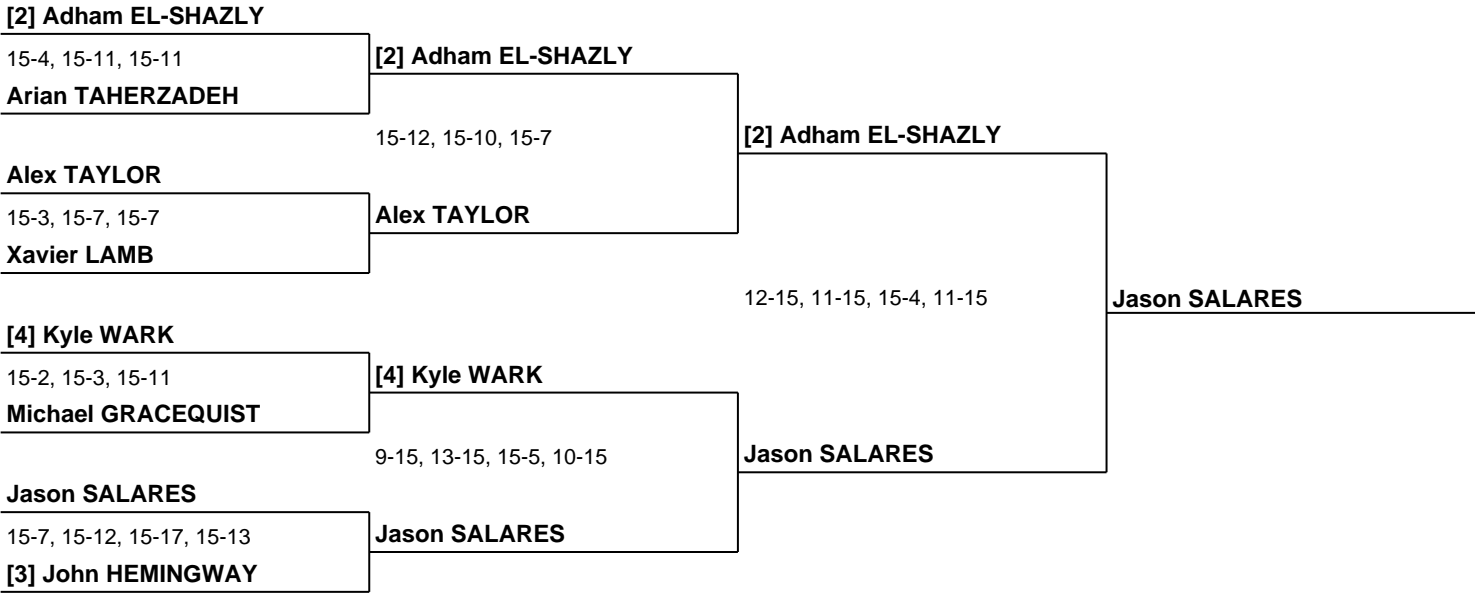 [2] Adham EL-SHAZLY
15-4, 15-11, 15-11
Arian TAHERZADEH
Alex TAYLOR
15-3, 15-7, 15-7
Xavier LAMB
[4] Kyle WARK
15-2, 15-3, 15-11
Michael GRACEQUIST
Jason SALARES
15-7, 15-12, 15-17, 15-13
[3] John HEMINGWAY
[2] Adham EL-SHAZLY
15-12, 15-10, 15-7
Alex TAYLOR
[4] Kyle WARK
9-15, 13-15, 15-5, 10-15
Jason SALARES
[2] Adham EL-SHAZLY
12-15, 11-15, 15-4, 11-15
Jason SALARES
Jason SALARES